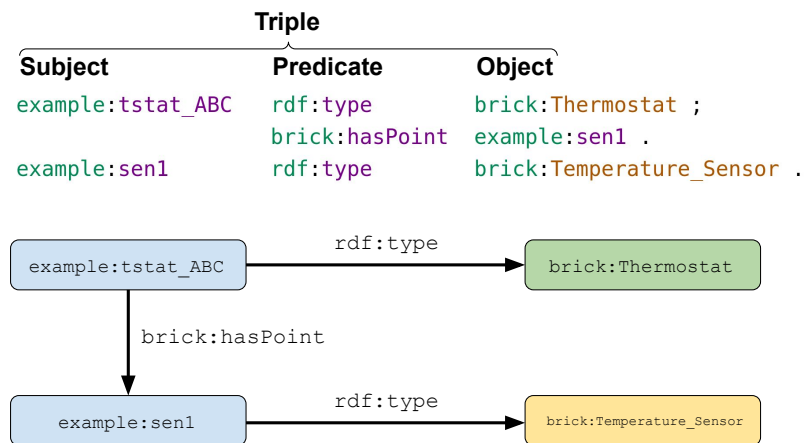 Triple
Subject Predicate Object
example:tstat_ABC rdf:type brick:Thermostat ;
brick:hasPoint example:sen1 .
example:sen1 rdf:type brick:Temperature_Sensor .
rdf:type
example:tstat_ABC brick:Thermostat
brick:hasPoint
rdf:type
example:sen1 brick:Temperature_Sensor